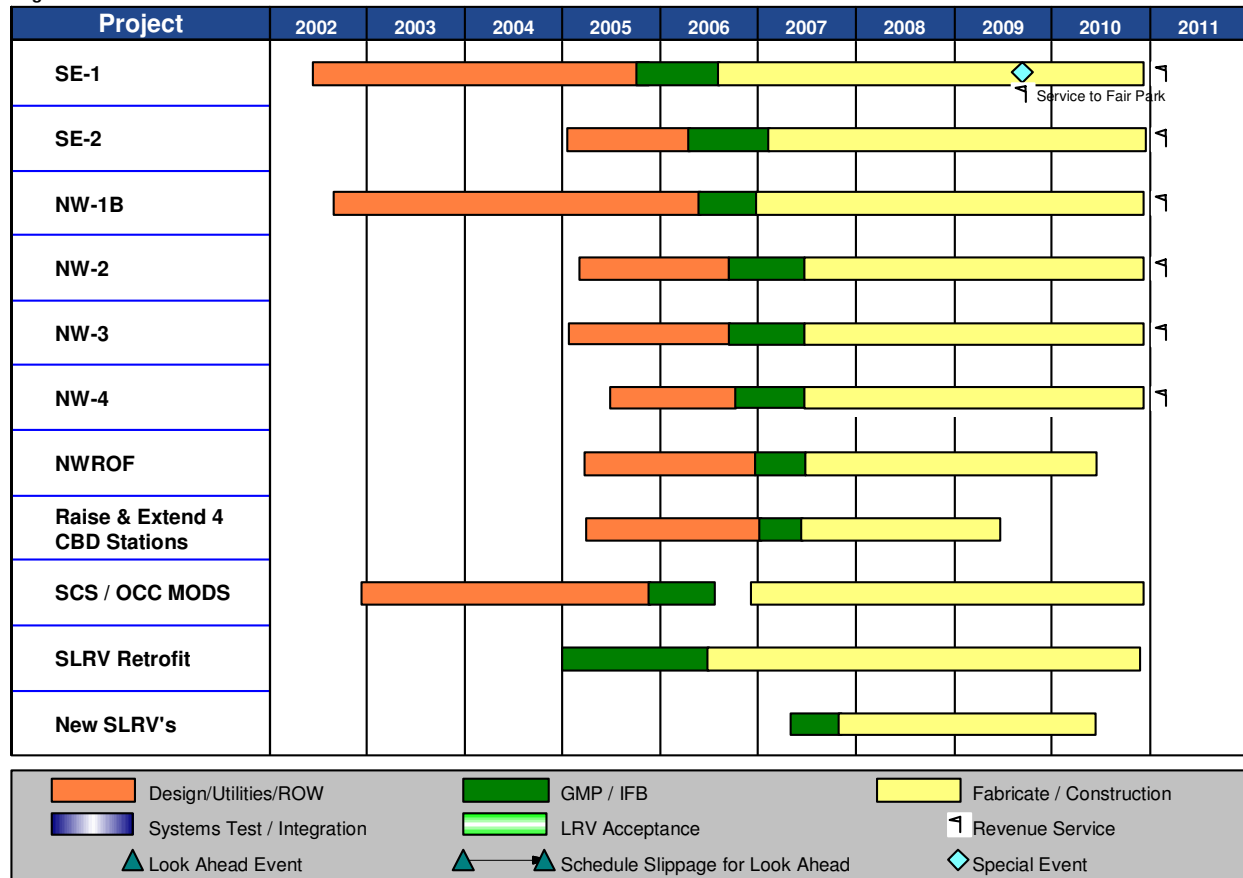 Project 2002 2003 2004 2005 2006 2007 2008 2009 2010 2011
SE-1
Service to Fair Park
SE-2
NW-1B
NW-2
NW-3
NW-4
NWROF
Raise & Extend 4
CBD Stations
SCS / OCC MODS
SLRV Retrofit
New SLRV's
Design/Utilities/ROW GMP / IFB Fabricate / Construction
Systems Test / Integration LRV Acceptance Revenue Service
Look Ahead Event Schedule Slippage for Look Ahead Special Event